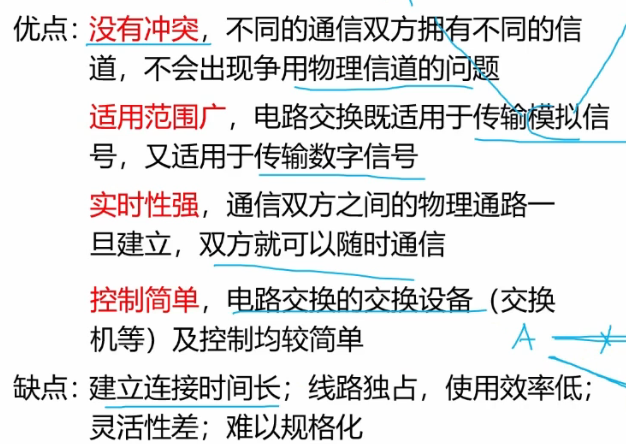 优点：没有冲突，不同的通信双方拥有不同的信
道，不会出现争用物理信道的问题
适用范围广，电路交换既适用于传输模拟信
号，又适用于传输数字信号
实时性强，通信双方之间的物理通路一
旦建立，双方就可以随时通信
控制简单，电路交换的交换设备（交换
机等）及控制均较简单
A
缺点：建立连接时间长；线路独占，使用效率低；
灵活性差；难以规格化